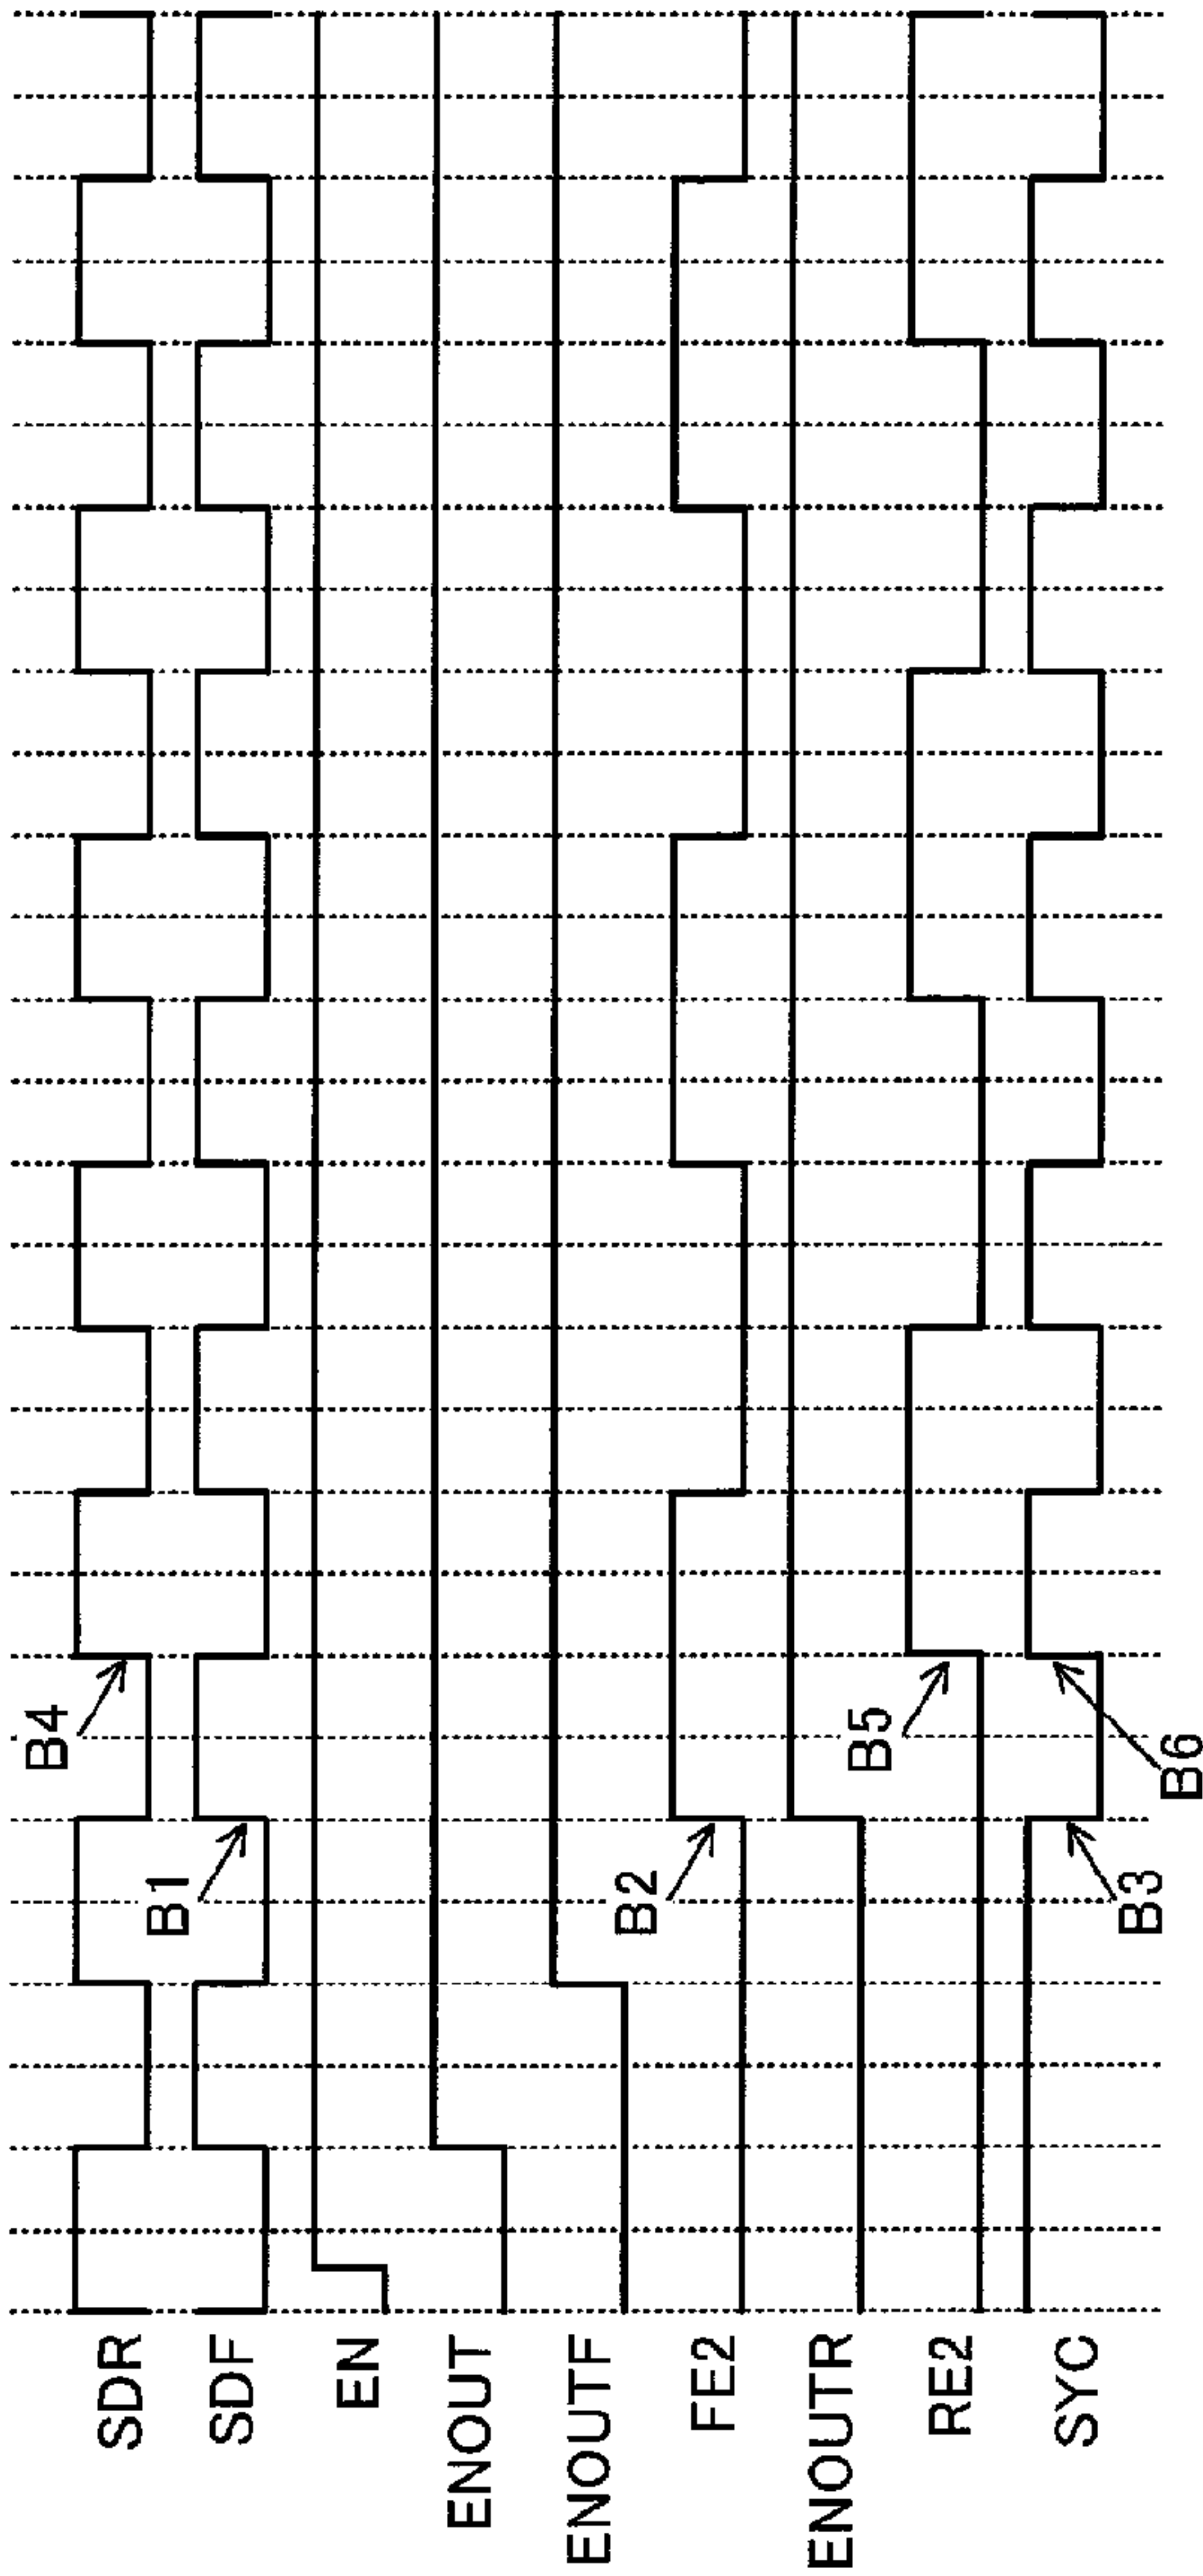 SDR
SDF
EN
ENOUT
ENOUTF
FE2
ENOUTR
RE2
SYC
B4
B1
B2
B5
B3
B6